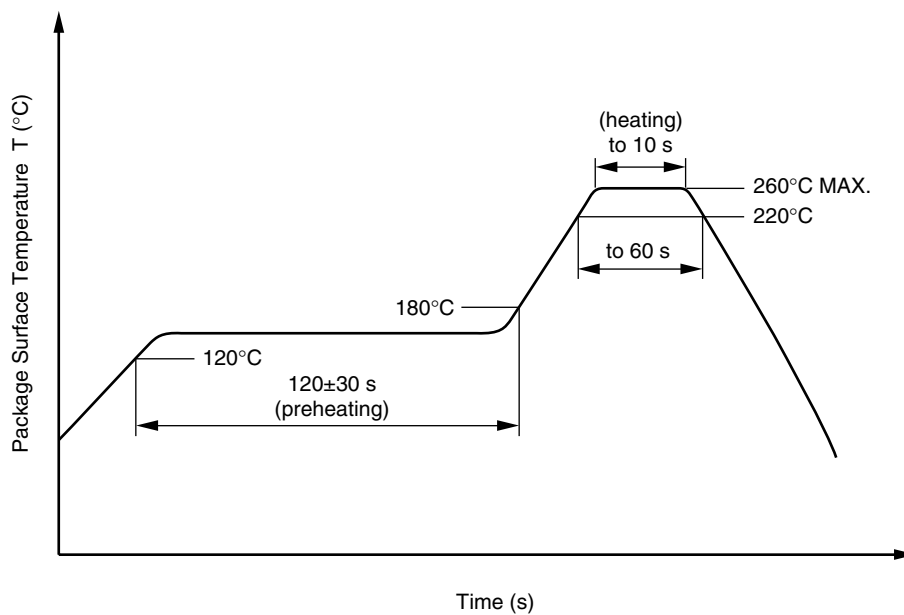 Package Surface Temperature T (°C)
(heating)
to 10 s
260°C MAX.
220°C
to 60 s
180°C
120°C
120±30 s
(preheating)
Time (s)